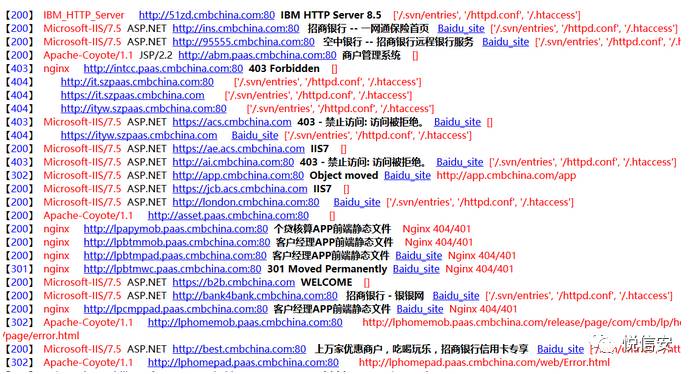 【200】 IBM_HTTP_Server http://51zd.cmbchina.com:80 IBM HTTP Server 8.5 ['/.svn/entries', '/httpd.conf', '/.htaccess']
【200】 Microsoft-IIS/7.5 ASP.NET http://ins.cmbchina.com:80 招商银行 -- 一网通保险首页 Baidu_site ['/.svn/entries', '/httpd.conf', '/.htaccess']
【200】 Microsoft-IIS/7.5 ASP.NET http://95555.cmbchina.com:80 空中银行 -- 招商银行远程银行服务 Baidu_site ['/.svn/entries', '/httpd.conf', '/.ht
【200】 Apache-Coyote/1.1 JSP/2.2 http://abm.paas.cmbchina.com:80 商户管理系统 []
【403】 nginx http://intcc.paas.cmbchina.com:80 403 Forbidden []
【404】 http://it.szpaas.cmbchina.com:80 ['/.svn/entries', '/httpd.conf', '/.htaccess']
【404】 https://it.szpaas.cmbchina.com ['/.svn/entries', '/httpd.conf', '/.htaccess']
【404】 http://ityw.szpaas.cmbchina.com:80 ['/.svn/entries', '/httpd.conf', '/.htaccess']
【403】 Microsoft-IIS/7.5 ASP.NET https://acs.cmbchina.com 403 - 禁止访问: 访问被拒绝。 Baidu_site []
【404】 https://ityw.szpaas.cmbchina.com Baidu_site ['/.svn/entries', '/httpd.conf', '/.htaccess']
【200】 Microsoft-IIS/7.5 ASP.NET https://ae.acs.cmbchina.com IIS7 []
【403】 Microsoft-IIS/7.5 ASP.NET http://ai.cmbchina.com:80 403 - 禁止访问: 访问被拒绝。 Baidu_site ['/.svn/entries', '/httpd.conf', '/.htaccess']
【302】 Microsoft-IIS/7.5 ASP.NET http://app.cmbchina.com:80 Object moved Baidu_site http://app.cmbchina.com/app
【200】 Microsoft-IIS/7.5 ASP.NET https://jcb.acs.cmbchina.com IIS7 []
【200】 Microsoft-IIS/7.5 ASP.NET http://london.cmbchina.com:80 Baidu_site ['/.svn/entries', '/httpd.conf', '/.htaccess']
【200】 Apache-Coyote/1.1 http://asset.paas.cmbchina.com:80 []
【200】 nginx http://lpapymob.paas.cmbchina.com:80 个贷核算APP前端静态文件 Nginx 404/401
【200】 nginx http://lpbtmmob.paas.cmbchina.com:80 客户经理APP前端静态文件 Nginx 404/401
【200】 nginx http://lpbtmpad.paas.cmbchina.com:80 客户经理APP前端静态文件 Baidu_site Nginx 404/401
【301】 nginx http://lpbtmwc.paas.cmbchina.com:80 301 Moved Permanently Baidu_site Nginx 404/401
【200】 Microsoft-IIS/7.5 ASP.NET https://b2b.cmbchina.com WELCOME []
【200】 Microsoft-IIS/7.5 ASP.NET http://bank4bank.cmbchina.com:80 招商银行 - 银银网 Baidu_site ['/.svn/entries', '/httpd.conf', '/.htaccess']
【200】 nginx http://lpcmppad.paas.cmbchina.com:80 客户经理APP前端静态文件 Baidu_site Nginx 404/401
【302】 Apache-Coyote/1.1 http://lphomemob.paas.cmbchina.com:80 http://lphomemob.paas.cmbchina.com/release/page/com/cmb/lp/h
/page/error.html
【200】 Microsoft-IIS/7.5 ASP.NET http://best.cmbchina.com:80 上万家优惠商户，吃喝玩乐，招商银行信用卡专享 Baidu_site ['/.svn/entries',
【302】 Apache-Coyote/1.1 http://lphomepad.paas.cmbchina.com:80 http://lphomepad.paas.cmbchina.com/web/Error.html
悦信安